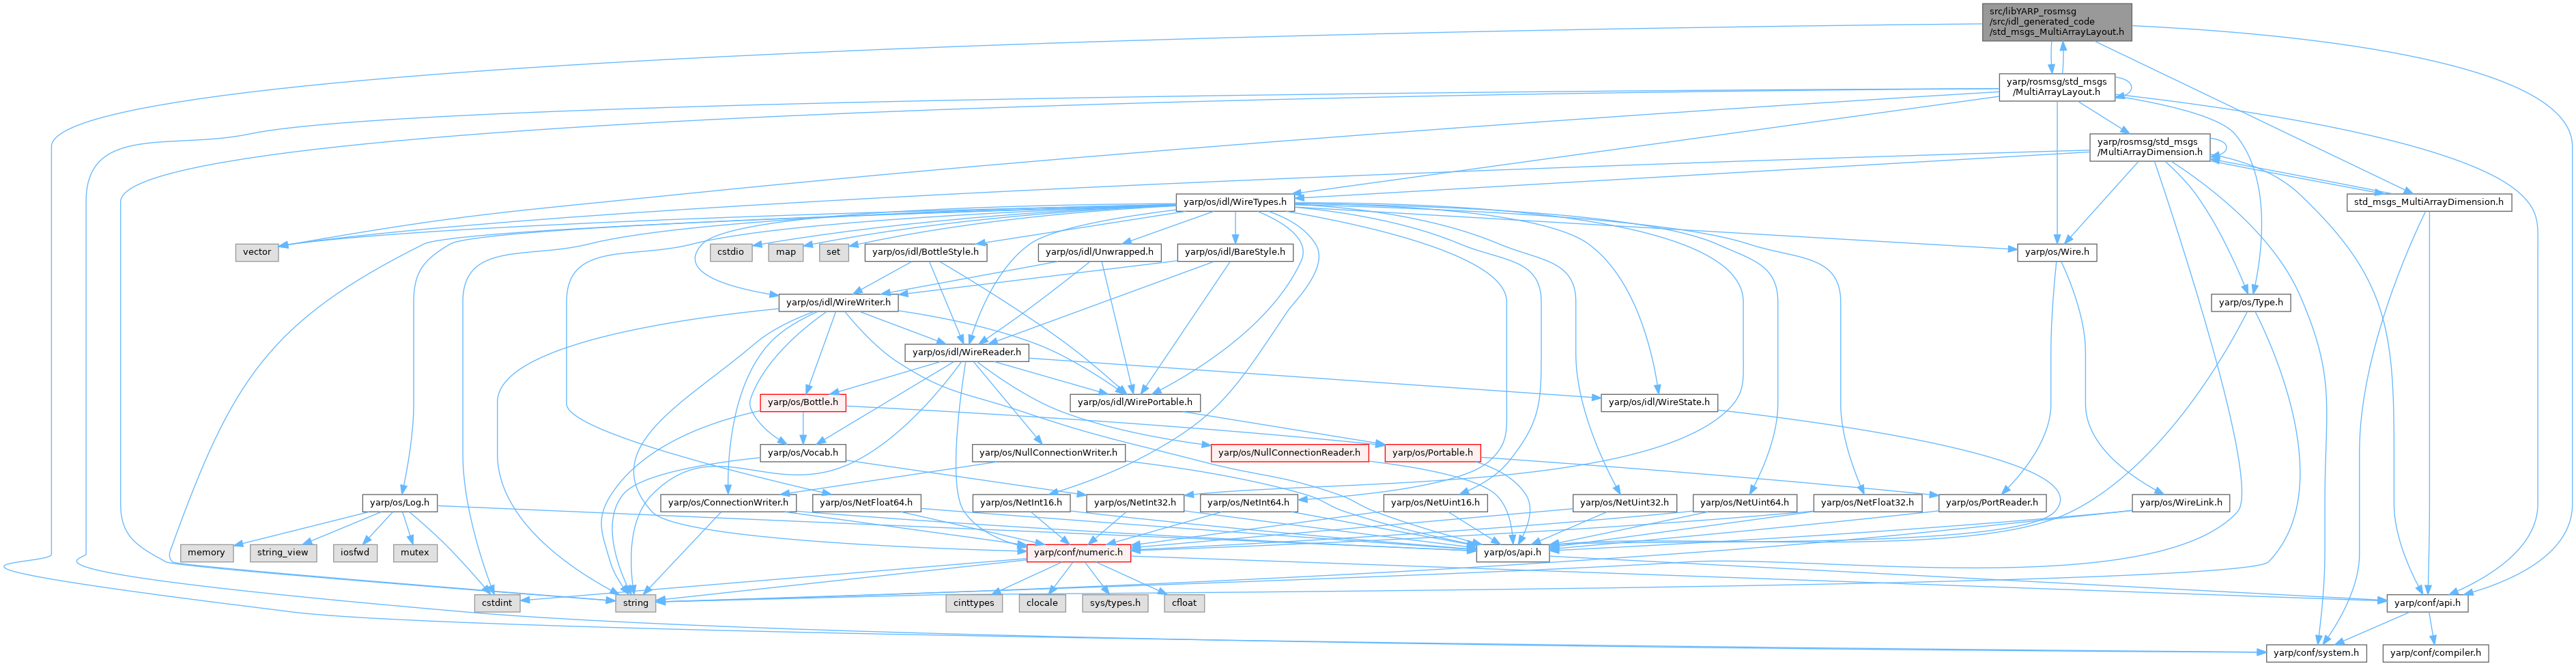 src/libYARP_rosmsg
/src/idl_generated_code
/std_msgs_MultiArrayLayout.h
yarp/rosmsg/std_msgs
/MultiArrayLayout.h
yarp/rosmsg/std_msgs
/MultiArrayDimension.h
yarp/os/idl/WireTypes.h
std_msgs_MultiArrayDimension.h
vector
cstdio
map
set
yarp/os/idl/BottleStyle.h
yarp/os/idl/Unwrapped.h
yarp/os/idl/BareStyle.h
yarp/os/Wire.h
yarp/os/idl/WireWriter.h
yarp/os/Type.h
yarp/os/idl/WireReader.h
yarp/os/Bottle.h
yarp/os/idl/WirePortable.h
yarp/os/idl/WireState.h
yarp/os/Vocab.h
yarp/os/NullConnectionWriter.h
yarp/os/NullConnectionReader.h
yarp/os/Portable.h
yarp/os/Log.h
yarp/os/ConnectionWriter.h
yarp/os/NetFloat64.h
yarp/os/NetInt16.h
yarp/os/NetInt32.h
yarp/os/NetInt64.h
yarp/os/NetUint16.h
yarp/os/NetUint32.h
yarp/os/NetUint64.h
yarp/os/NetFloat32.h
yarp/os/PortReader.h
yarp/os/WireLink.h
memory
string_view
iosfwd
mutex
yarp/conf/numeric.h
yarp/os/api.h
cstdint
string
cinttypes
clocale
sys/types.h
cfloat
yarp/conf/api.h
yarp/conf/system.h
yarp/conf/compiler.h